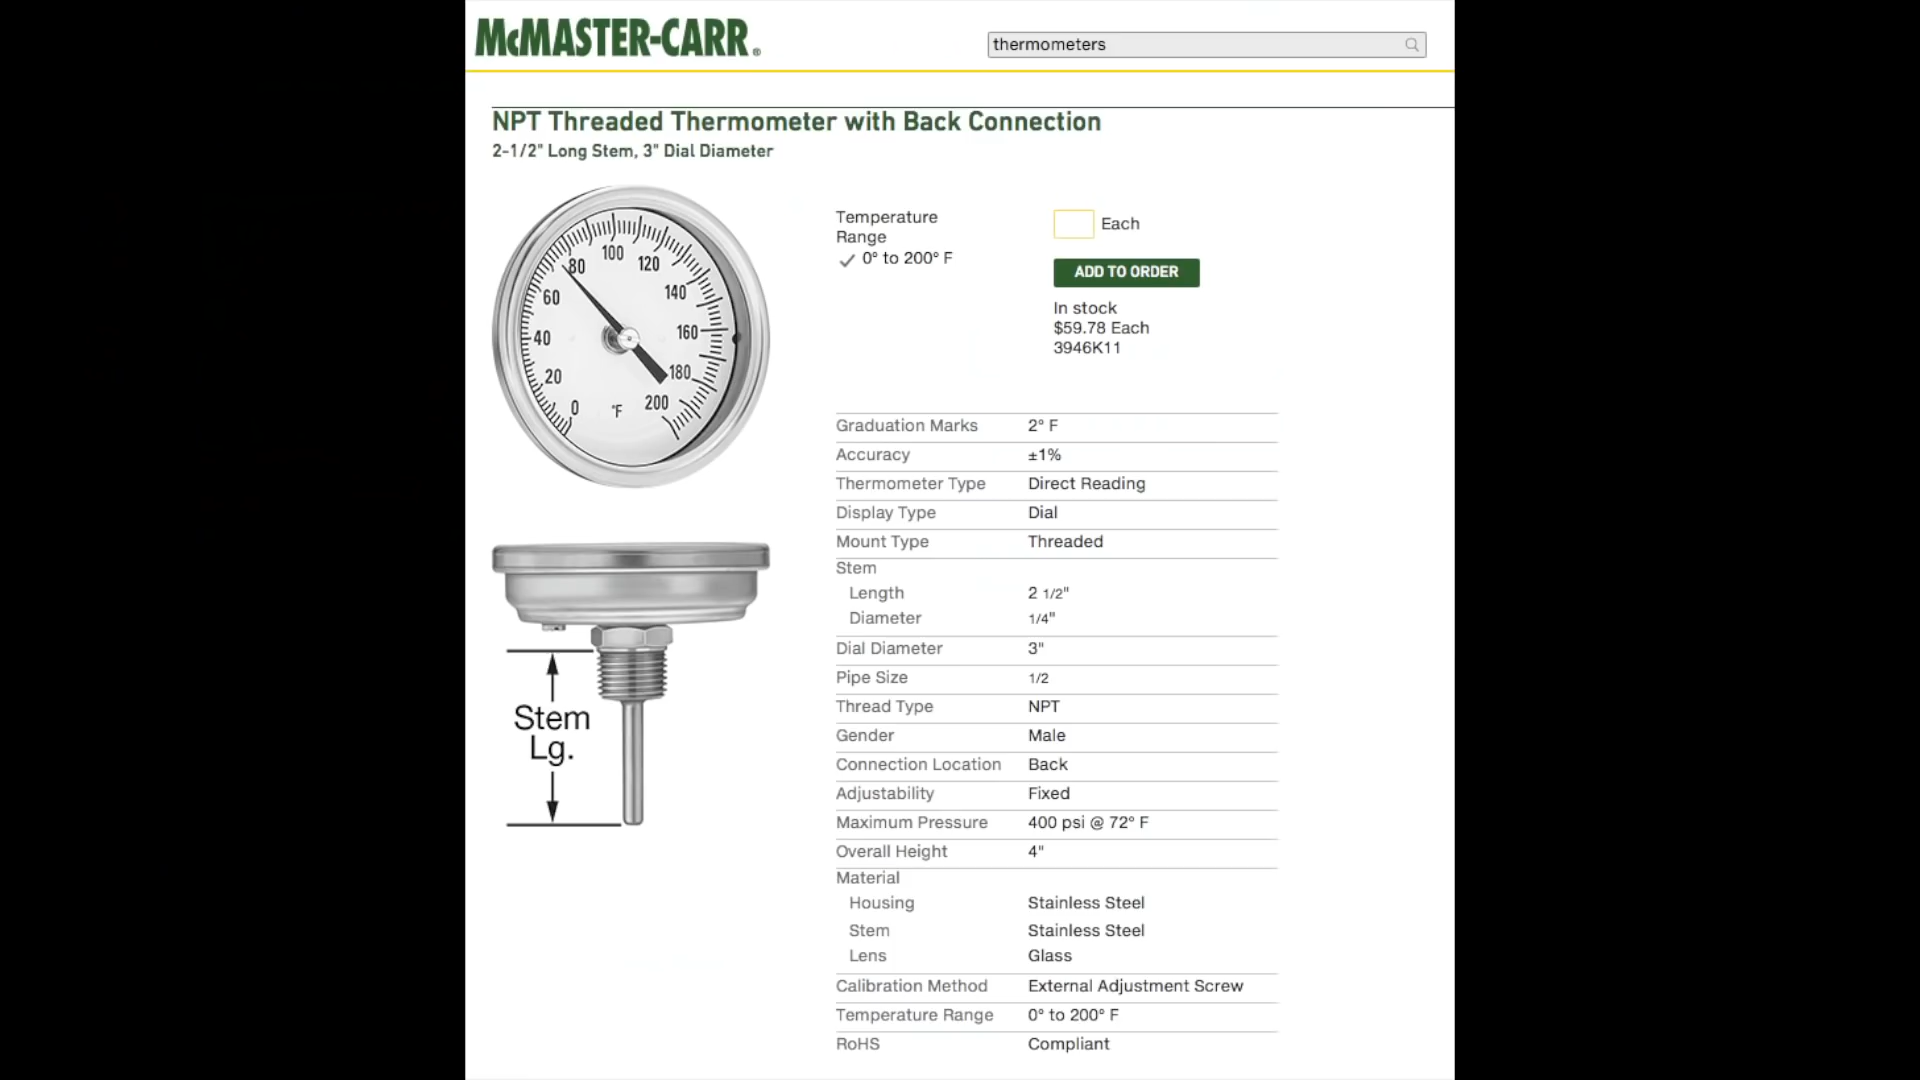 McMASTER-CARR®
thermometers
NPT Threaded Thermometer with Back Connection
2-1/2" Long Stem, 3" Dial Diameter
Temperature
Range
0° to 200° F
Each
ADD TO ORDER
In stock
$59.78 Each
3946K11
0
20
40
60
80
100
120
140
160
180
200
°F
Stem
Lg.
Graduation Marks 2° F
Accuracy ±1%
Thermometer Type Direct Reading
Display Type Dial
Mount Type Threaded
Stem
Length 2 1/2"
Diameter 1/4"
Dial Diameter 3"
Pipe Size 1/2
Thread Type NPT
Gender Male
Connection Location Back
Adjustability Fixed
Maximum Pressure 400 psi @ 72° F
Overall Height 4"
Material
Housing Stainless Steel
Stem Stainless Steel
Lens Glass
Calibration Method External Adjustment Screw
Temperature Range 0° to 200° F
RoHS Compliant